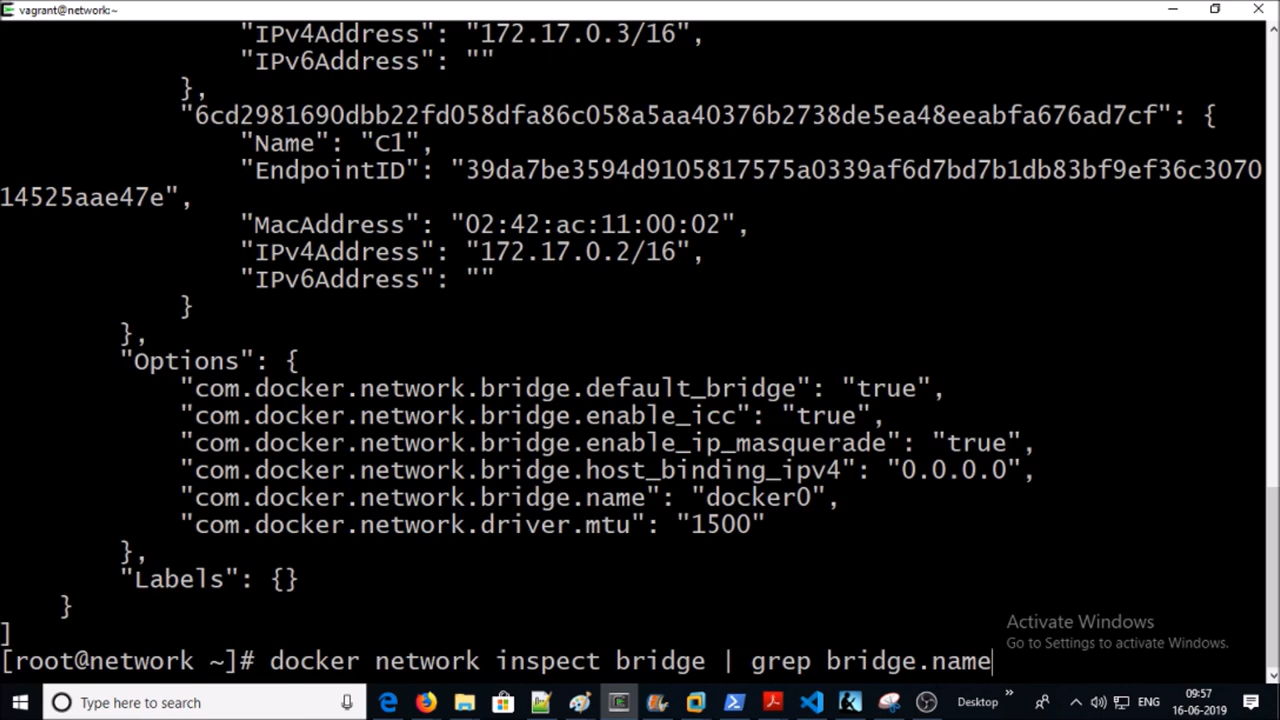 vagrant@network:~
"IPv4Address": "172.17.0.3/16",
"IPv6Address": ""
},
"6cd2981690dbb22fd058dfa86c058a5aa40376b2738de5ea48eeabfa676ad7cf": {
"Name": "C1",
"EndpointID": "39da7be3594d9105817575a0339af6d7bd7b1db83bf9ef36c3070
14525aae47e",
"MacAddress": "02:42:ac:11:00:02",
"IPv4Address": "172.17.0.2/16",
"IPv6Address": ""
}
},
"Options": {
"com.docker.network.bridge.default_bridge": "true",
"com.docker.network.bridge.enable_icc": "true",
"com.docker.network.bridge.enable_ip_masquerade": "true",
"com.docker.network.bridge.host_binding_ipv4": "0.0.0.0",
"com.docker.network.bridge.name": "docker0",
"com.docker.network.driver.mtu": "1500"
},
"Labels": {}
}
]
Activate Windows
Go to Settings to activate Windows.
[root@network ~]# docker network inspect bridge | grep bridge.name
Type here to search
Desktop
ENG
09:57
16-06-2019